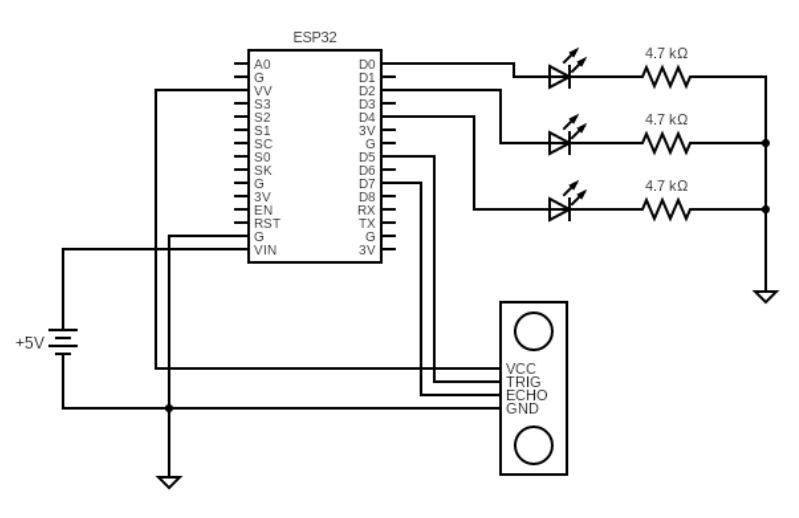 ESP32
A0
G
VV
S3
S2
S1
SC
S0
SK
G
3V
EN
RST
G
VIN
D0
D1
D2
D3
D4
3V
G
D5
D6
D7
D8
RX
TX
G
3V
4.7 kΩ
4.7 kΩ
4.7 kΩ
+5V
VCC
TRIG
ECHO
GND